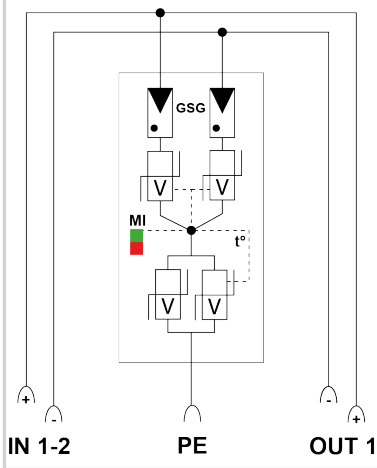 GSG
V V
MI
t°
V V
+ - - +
IN 1-2 PE OUT 1